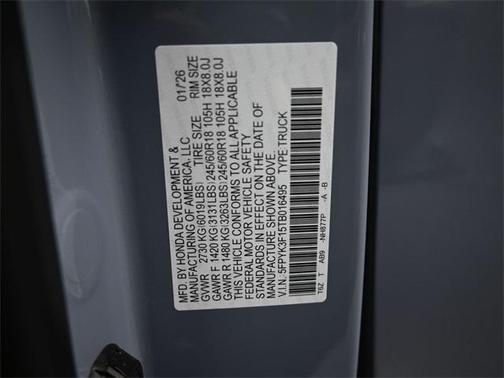 MFD. BY HONDA DEVELOPMENT & 01/26
MANUFACTURING OF AMERICA, LLC
TIRE SIZE RIM SIZE
GVWR 2730 KG(6019LBS)
GAWR F 1420 KG(3131LBS) 245/60R18 105H 18X8.0J
GAWR R 1480 KG(3263LBS) 245/60R18 105H 18X8.0J
THIS VEHICLE CONFORMS TO ALL APPLICABLE
FEDERAL MOTOR VEHICLE SAFETY
STANDARDS IN EFFECT ON THE DATE OF
MANUFACTURE SHOWN ABOVE.
V.I.N. 5FPYK3F15TB016495 TYPE TRUCK
T6Z T AB9 -NH877P -A -B